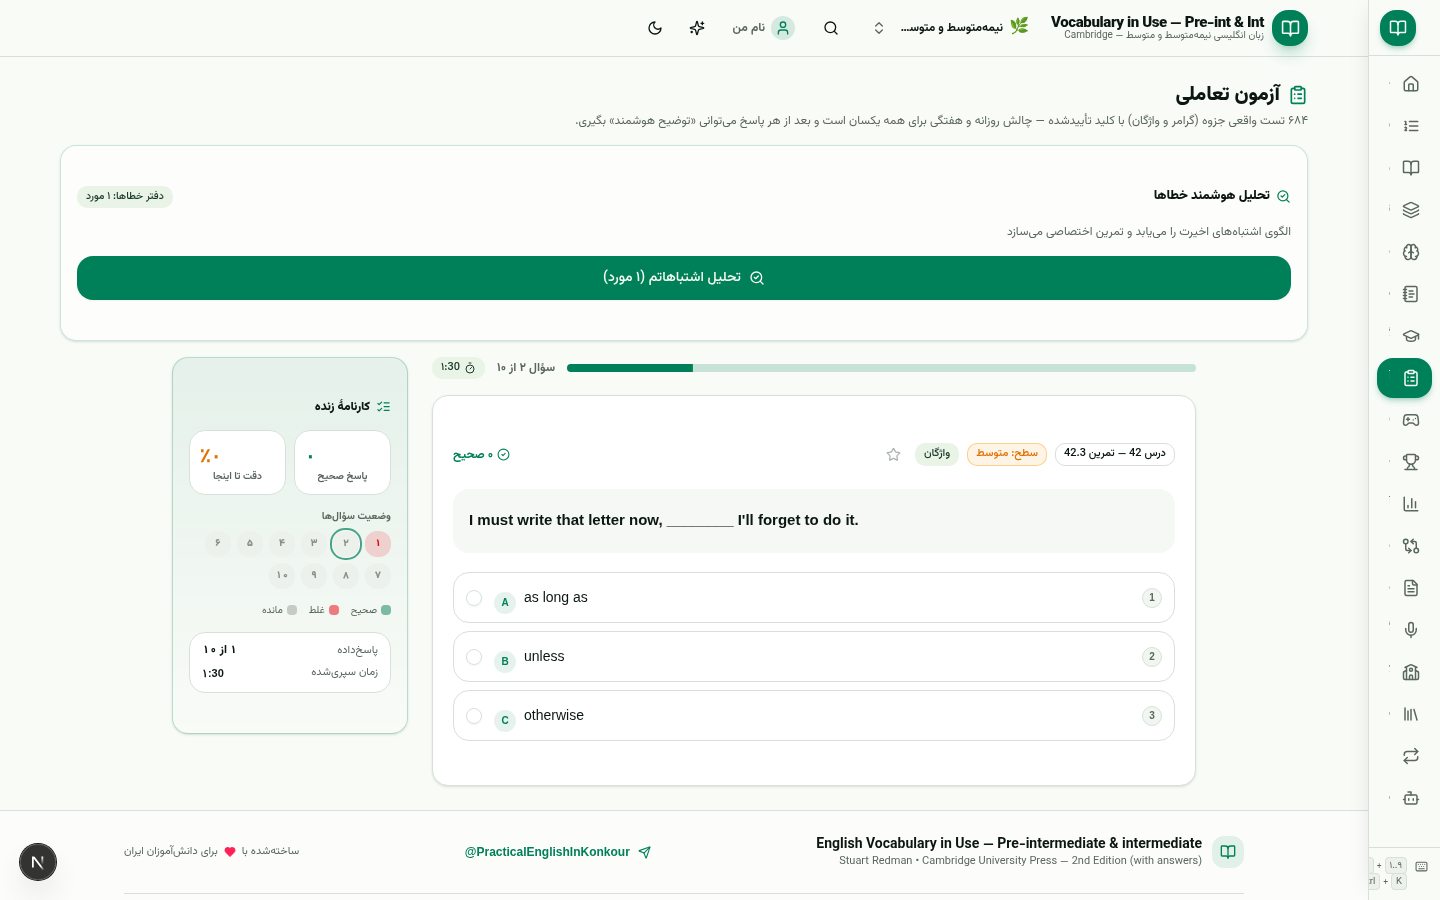 Vocabulary in Use — Pre-int & Int
زبان انگلیسی نیمه‌متوسط و متوسط — Cambridge
نیمه‌متوسط و متوس...
نام من
آزمون تعاملی
۶۸۴ تست واقعی جزوه (گرامر و واژگان) با کلید تأییدشده — چالش روزانه و هفتگی برای همه یکسان است و بعد از هر پاسخ می‌توانی «توضیح هوشمند» بگیری.
تحلیل هوشمند خطاها
دفتر خطاها: ۱ مورد
الگوی اشتباه‌های اخیرت را می‌یابد و تمرین اختصاصی می‌سازد
تحلیل اشتباهاتم (۱ مورد)
سؤال ۲ از ۱۰
۱:30
درس 42 — تمرین 42.3
سطح: متوسط
واژگان
۰ صحیح
I must write that letter now, ________ I'll forget to do it.
A as long as 1
B unless 2
C otherwise 3
کارنامهٔ زنده
۰
پاسخ صحیح
۰٪
دقت تا اینجا
وضعیت سؤال‌ها
۱ ۲ ۳ ۴ ۵ ۶
۷ ۸ ۹ ۱۰
صحیح غلط مانده
پاسخ‌داده ۱ از ۱۰
زمان سپری‌شده ۱:30
English Vocabulary in Use — Pre-intermediate & intermediate
Stuart Redman • Cambridge University Press — 2nd Edition (with answers)
@PracticalEnglishInKonkour
ساخته‌شده با برای دانش‌آموزان ایران
N
+ ۱..۹
+ K